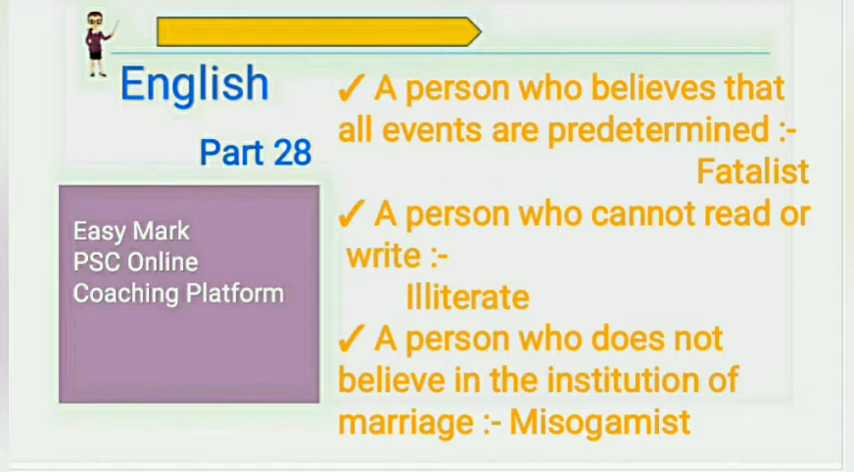 English
Part 28
Easy Mark
PSC Online
Coaching Platform
✓ A person who believes that
all events are predetermined :-
Fatalist
✓ A person who cannot read or
write :-
Illiterate
✓ A person who does not
believe in the institution of
marriage :- Misogamist